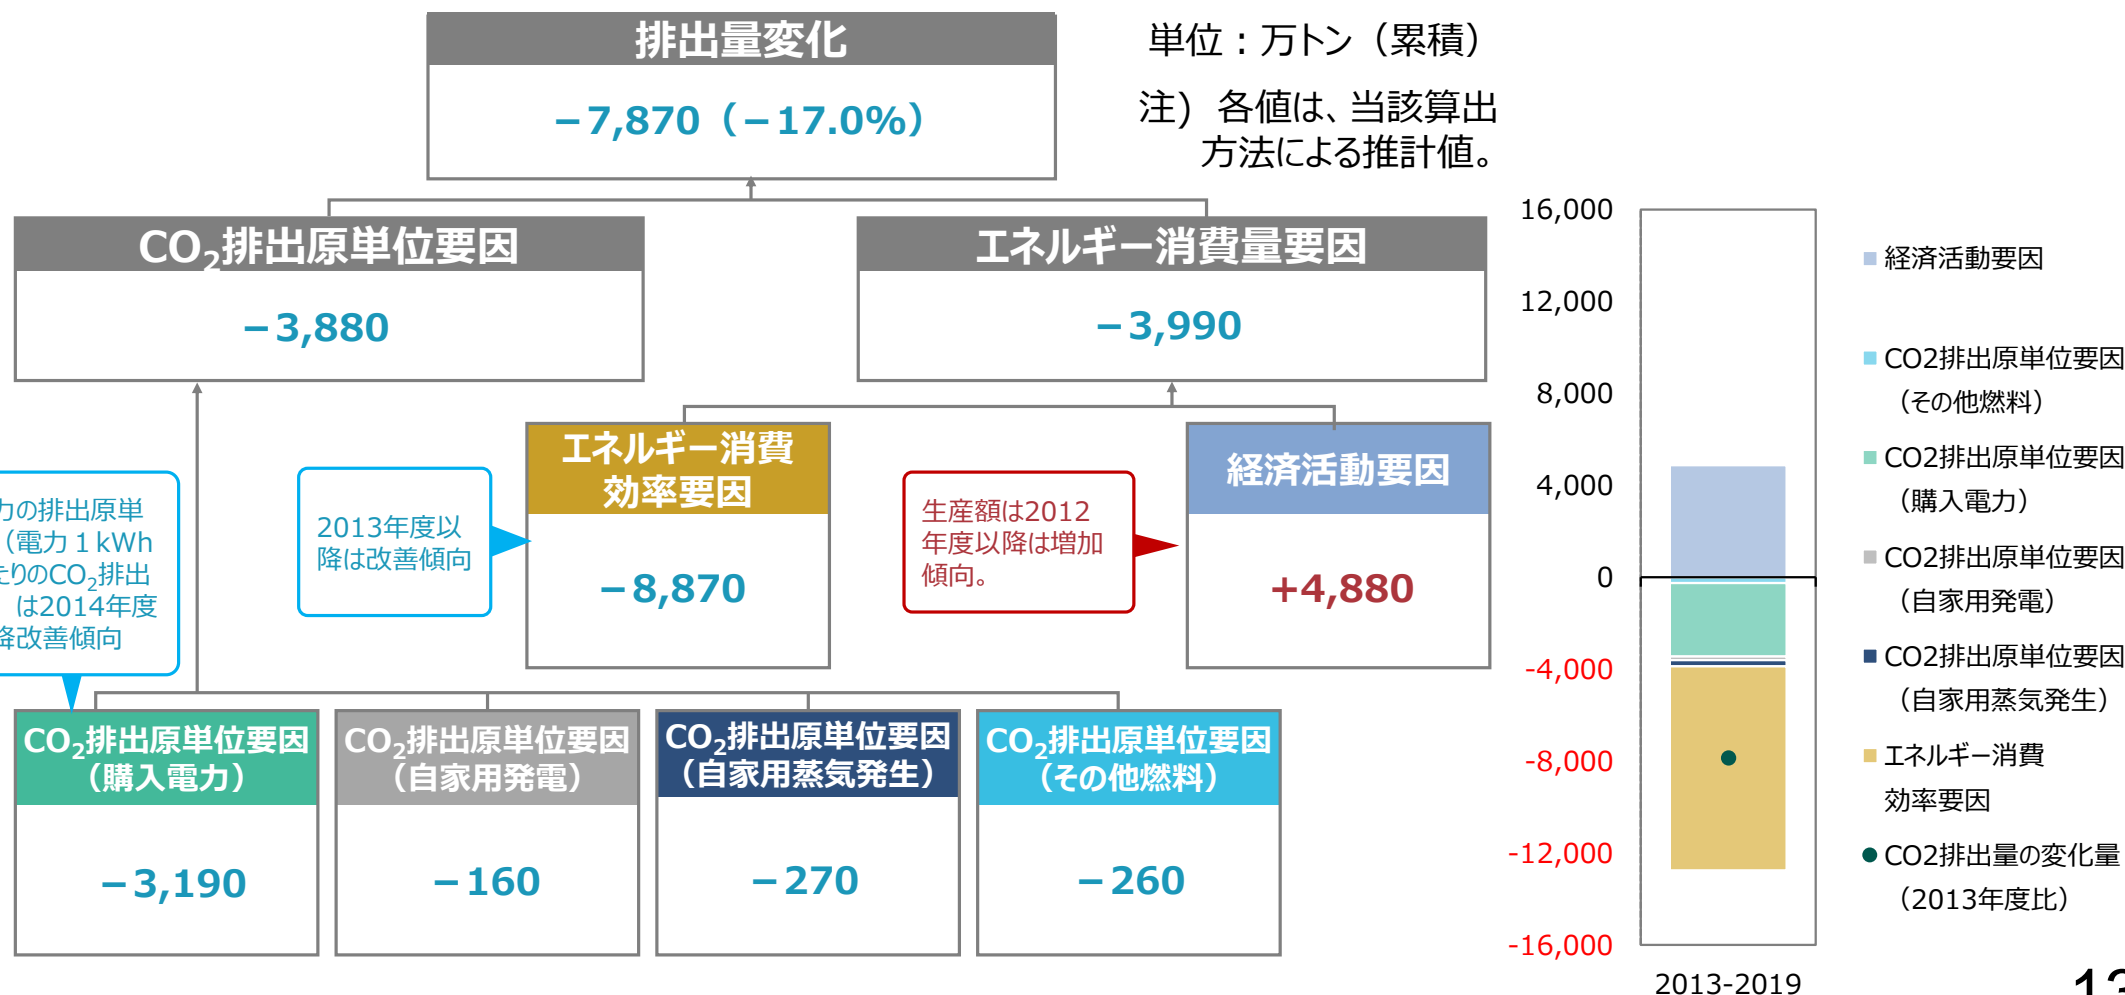 排出量変化
－7,870（－17.0%）
単位：万トン（累積）
注）各値は、当該算出
方法による推計値。
CO₂排出原単位要因
－3,880
エネルギー消費量要因
－3,990
力の排出原単
（電力１kWh
たりのCO₂排出
は2014年度
降改善傾向
2013年度以
降は改善傾向
エネルギー消費
効率要因
－8,870
生産額は2012
年度以降は増加
傾向。
経済活動要因
+4,880
CO₂排出原単位要因
（購入電力）
－3,190
CO₂排出原単位要因
（自家用発電）
－160
CO₂排出原単位要因
（自家用蒸気発生）
－270
CO₂排出原単位要因
（その他燃料）
－260
16,000
12,000
8,000
4,000
0
-4,000
-8,000
-12,000
-16,000
2013-2019
経済活動要因
CO2排出原単位要因
（その他燃料）
CO2排出原単位要因
（購入電力）
CO2排出原単位要因
（自家用発電）
CO2排出原単位要因
（自家用蒸気発生）
エネルギー消費
効率要因
CO2排出量の変化量
（2013年度比）